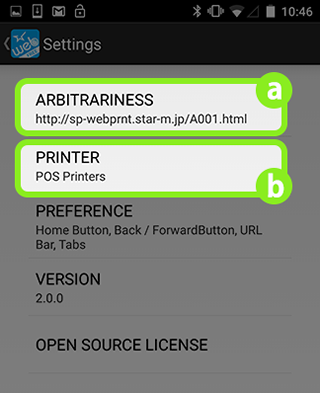 10:46
Settings
a
ARBITRARINESS
http://sp-webprnt.star-m.jp/A001.html
PRINTER
POS Printers
b
PREFERENCE
Home Button, Back / ForwardButton, URL
Bar, Tabs
VERSION
2.0.0
OPEN SOURCE LICENSE